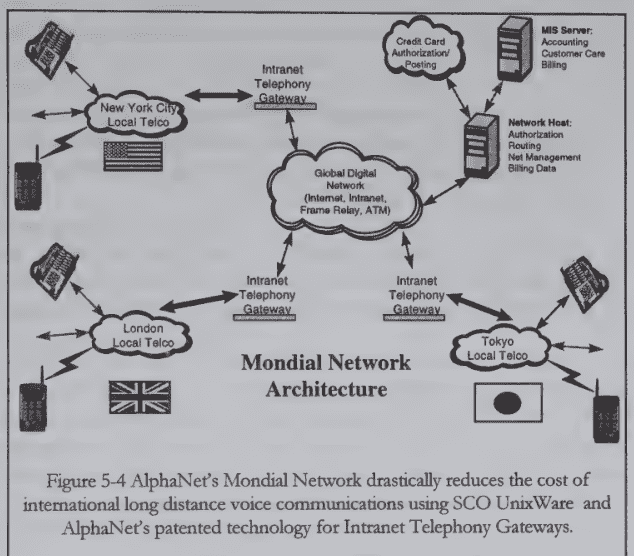 Credit Card
Authorization/
Posting
MIS Server:
Accounting
Customer Care
Billing
Intranet
Telephony
Gateway
New York City
Local Telco
Network Host:
Authorization
Routing
Net Management
Billing Data
Global Digital
Network
(Internet, Intranet,
Frame Relay, ATM)
Intranet
Telephony
Gateway
Intranet
Telephony
Gateway
London
Local Telco
Tokyo
Local Telco
Mondial Network
Architecture
Figure 5-4 AlphaNet's Mondial Network drastically reduces the cost of
international long distance voice communications using SCO UnixWare and
AlphaNet's patented technology for Intranet Telephony Gateways.